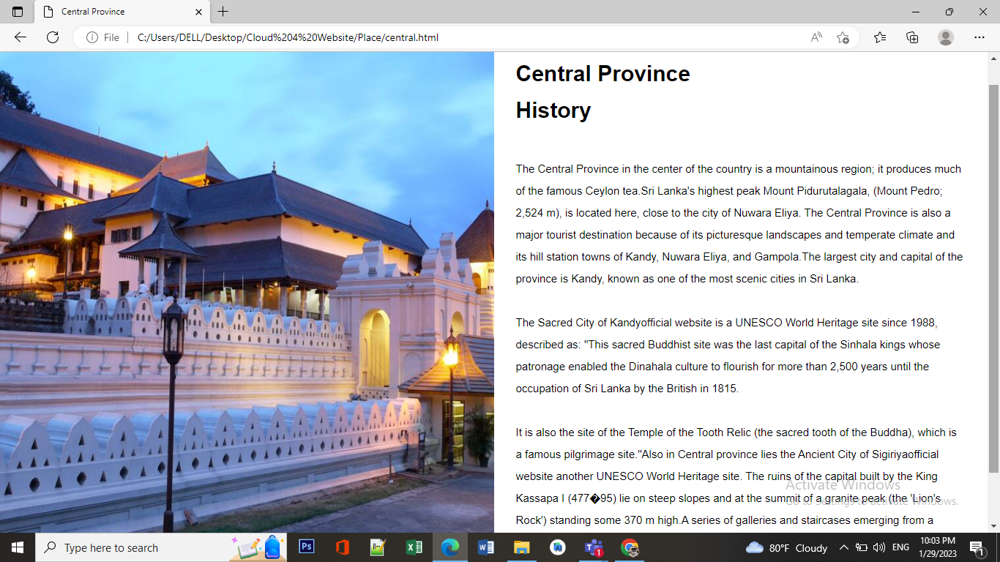 Central Province
File
C:/Users/DELL/Desktop/Cloud%204%20Website/Place/central.html
Central Province
History
The Central Province in the center of the country is a mountainous region; it produces much
of the famous Ceylon tea.Sri Lanka's highest peak Mount Pidurutalagala, (Mount Pedro;
2,524 m), is located here, close to the city of Nuwara Eliya. The Central Province is also a
major tourist destination because of its picturesque landscapes and temperate climate and
its hill station towns of Kandy, Nuwara Eliya, and Gampola.The largest city and capital of the
province is Kandy, known as one of the most scenic cities in Sri Lanka.
The Sacred City of Kandyofficial website is a UNESCO World Heritage site since 1988,
described as: "This sacred Buddhist site was the last capital of the Sinhala kings whose
patronage enabled the Dinahala culture to flourish for more than 2,500 years until the
occupation of Sri Lanka by the British in 1815.
It is also the site of the Temple of the Tooth Relic (the sacred tooth of the Buddha), which is
a famous pilgrimage site."Also in Central province lies the Ancient City of Sigiriyaofficial
website another UNESCO World Heritage site. The ruins of the capital built by the King
Activate Windows
Kassapa I (477�95) lie on steep slopes and at the summit of a granite peak (the 'Lion's
Go to Settings to activate Windows.
Rock') standing some 370 m high.A series of galleries and staircases emerging from a
Type here to search
Ps
80°F Cloudy
ENG
10:03 PM
1/29/2023
1
1